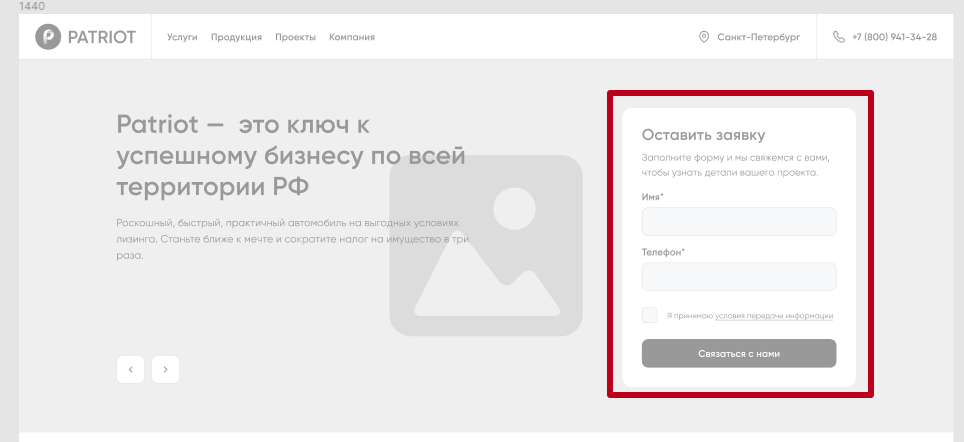 1440
PATRIOT
Услуги Продукция Проекты Компания
Санкт-Петербург
+7 (800) 941-34-28
Patriot — это ключ к
успешному бизнесу по всей
территории РФ
Роскошный, быстрый, практичный автомобиль на выгодных условиях
лизинга. Станьте ближе к мечте и сократите налог на имущество в три
раза.
Оставить заявку
Заполните форму и мы свяжемся с вами,
чтобы узнать детали вашего проекта.
Имя*
Телефон*
Я принимаю условия передачи информации
Связаться с нами